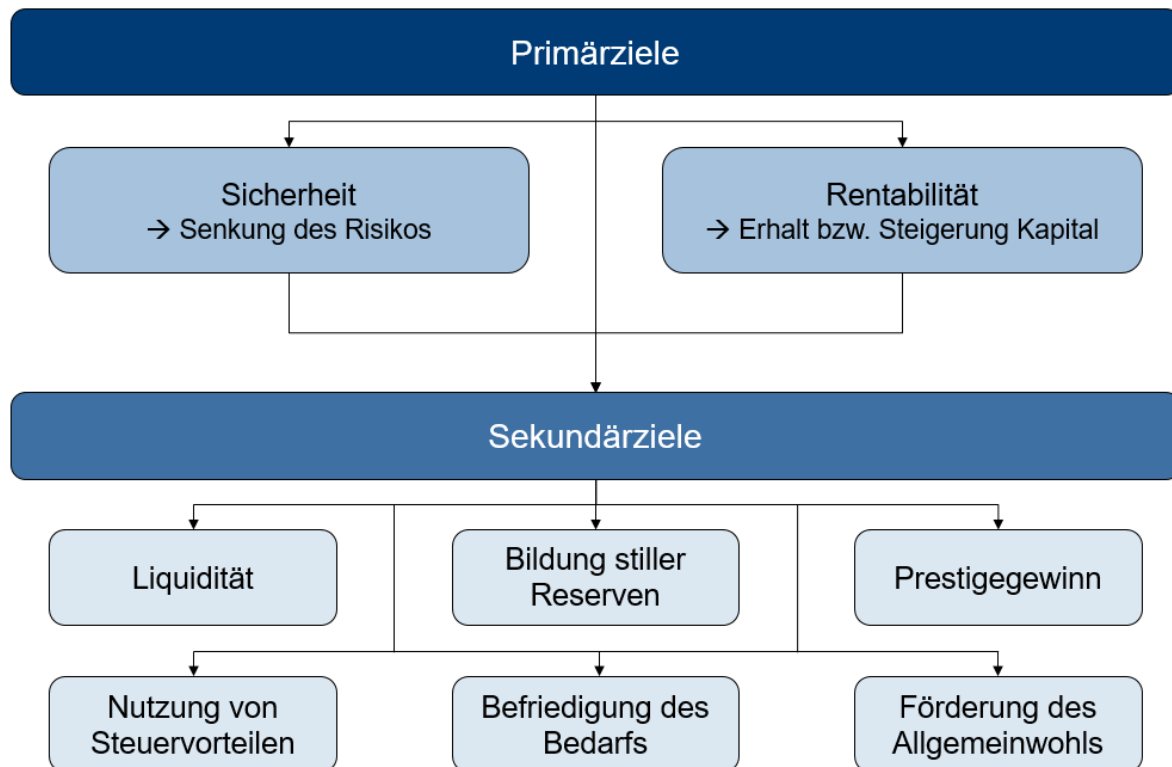 Primärziele
Sicherheit
→ Senkung des Risikos
Rentabilität
→ Erhalt bzw. Steigerung Kapital
Sekundärziele
Liquidität
Bildung stiller
Reserven
Prestigegewinn
Nutzung von
Steuervorteilen
Befriedigung des
Bedarfs
Förderung des
Allgemeinwohls